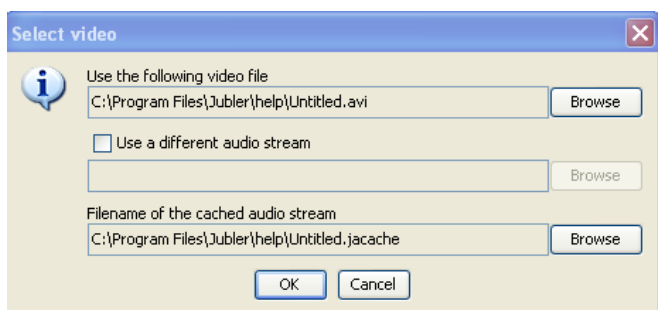 Select video
Use the following video file
C:\Program Files\Jubler\help\Untitled.avi
Browse
Use a different audio stream
Browse
Filename of the cached audio stream
C:\Program Files\Jubler\help\Untitled.jacache
Browse
OK
Cancel